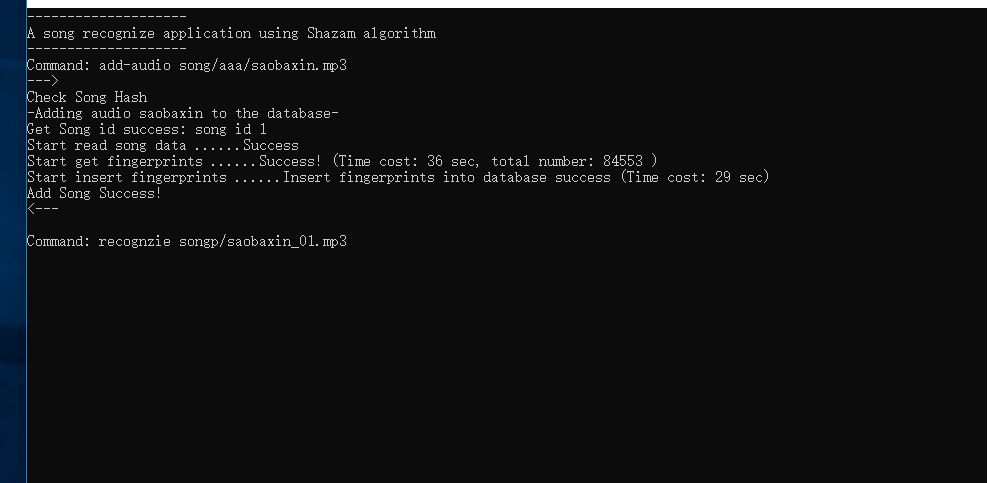 --------------------
A song recognize application using Shazam algorithm
--------------------
Command: add-audio song/aaa/saobaxin.mp3
--->
Check Song Hash
-Adding audio saobaxin to the database-
Get Song id success: song id 1
Start read song data ......Success
Start get fingerprints ......Success! (Time cost: 36 sec, total number: 84553 )
Start insert fingerprints ......Insert fingerprints into database success (Time cost: 29 sec)
Add Song Success!
<---
Command: recognzie songp/saobaxin_01.mp3